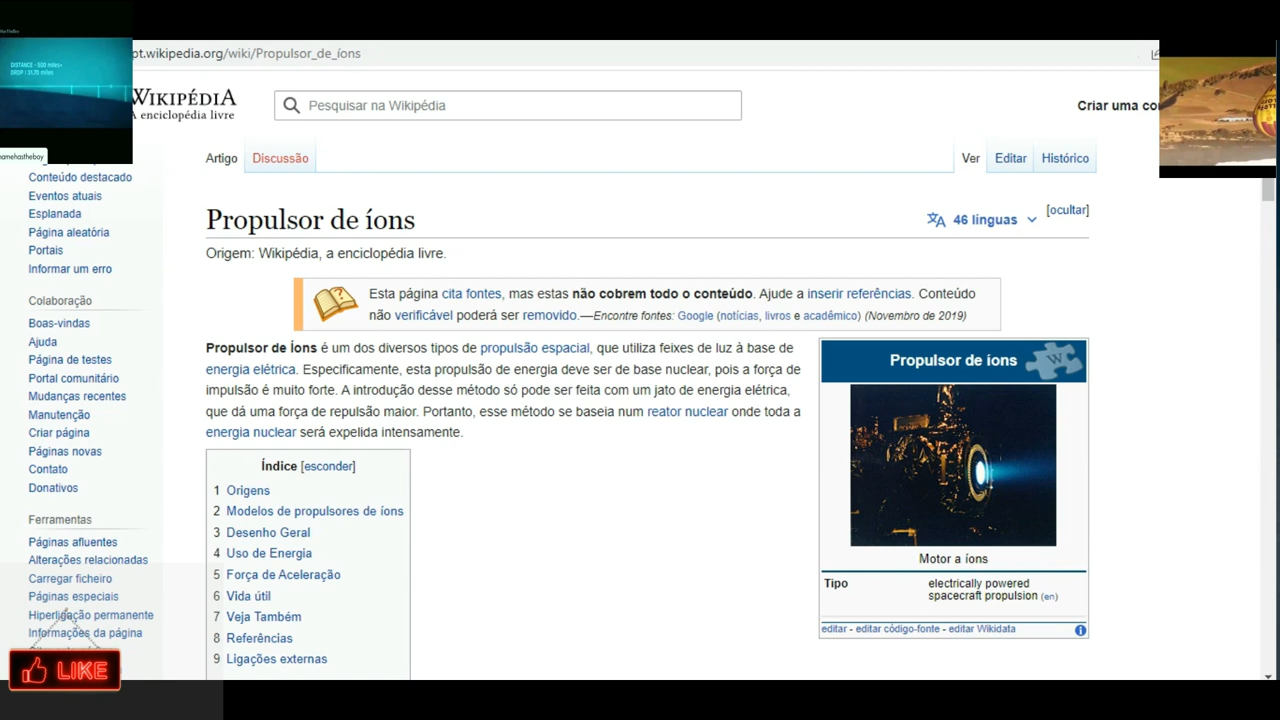 DISTANCE - 500 miles+
DROP | 31.70 miles
namehastheboy
pt.wikipedia.org/wiki/Propulsor_de_íons
WIKIPÉDIA
A enciclopédia livre
Pesquisar na Wikipédia
Criar uma co
Artigo Discussão Ver Editar Histórico
Conteúdo destacado
Eventos atuais
Esplanada
Página aleatória
Portais
Informar um erro
Colaboração
Boas-vindas
Ajuda
Página de testes
Portal comunitário
Mudanças recentes
Manutenção
Criar página
Páginas novas
Contato
Donativos
Ferramentas
Páginas afluentes
Alterações relacionadas
Carregar ficheiro
Páginas especiais
Hiperligação permanente
Informações da página
LIKE
Propulsor de íons
46 línguas
[ocultar]
Origem: Wikipédia, a enciclopédia livre.
Esta página cita fontes, mas estas não cobrem todo o conteúdo. Ajude a inserir referências. Conteúdo
não verificável poderá ser removido.—Encontre fontes: Google (notícias, livros e acadêmico) (Novembro de 2019)
Propulsor de Íons é um dos diversos tipos de propulsão espacial, que utiliza feixes de luz à base de
energia elétrica. Especificamente, esta propulsão de energia deve ser de base nuclear, pois a força de
impulsão é muito forte. A introdução desse método só pode ser feita com um jato de energia elétrica,
que dá uma força de repulsão maior. Portanto, esse método se baseia num reator nuclear onde toda a
energia nuclear será expelida intensamente.
Índice [esconder]
1 Origens
2 Modelos de propulsores de íons
3 Desenho Geral
4 Uso de Energia
5 Força de Aceleração
6 Vida útil
7 Veja Também
8 Referências
9 Ligações externas
Propulsor de íons
Motor a íons
Tipo electrically powered
spacecraft propulsion (en)
editar - editar código-fonte - editar Wikidata